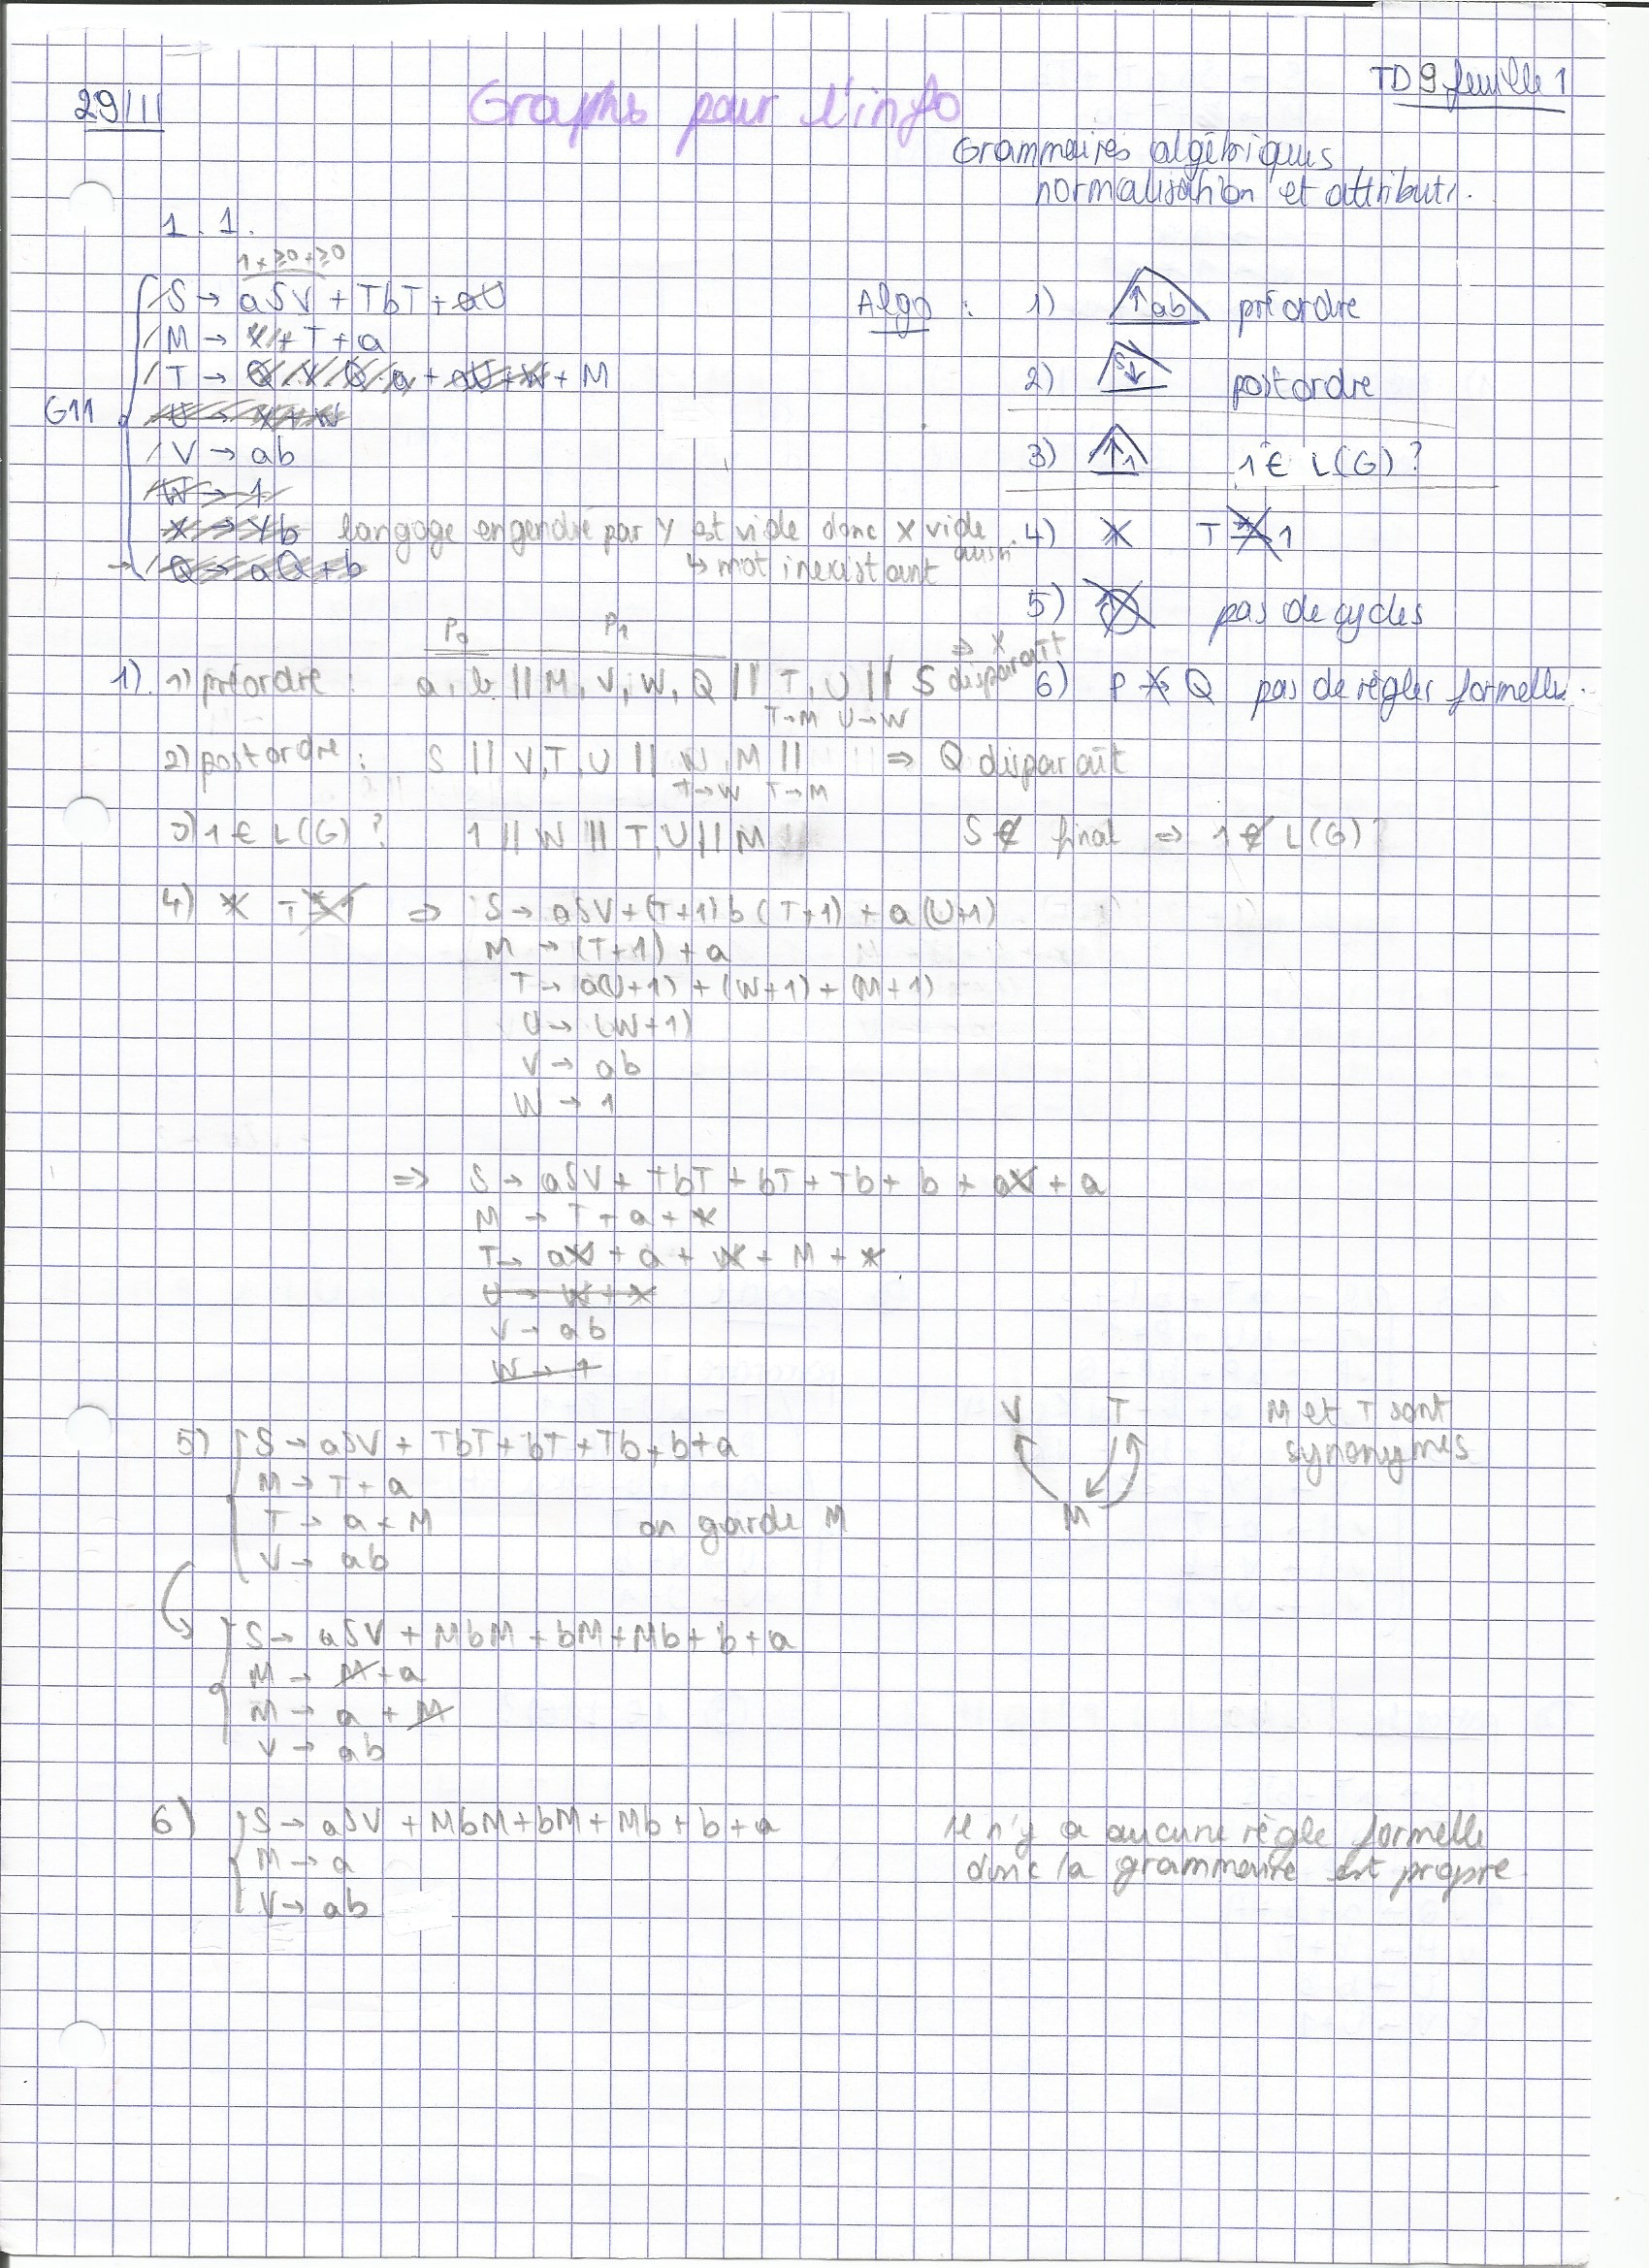 29/11
Graphs pour l'info
TD 9 feuille 1
Grammaires algébriques
normalisation et attributs.
1. 1.
1 + ≥0 + ≥0
G11
S → aSV + TbT + aU
M → X + T + a
T → Q Y Q a + aU + W + M
U → X + W
V → ab
W → 1
X → Yb langage engendré par Y est vide donc X vide aussi.
↳ mot inexistant
Q → aQ + b
Algo :
1) ↑ab préordre
2) S↓ postordre
3) ↑1 1 ∈ L(G) ?
4) * T →* 1
5) pas de cycles
6) P → Q pas de règles formelles.
P0 P1
1) 1) préordre : a, b || M, V, W, Q || T, U || S ⇒ X disparaît
T→M U→W
2) postordre : S || V, T, U || W, M || ⇒ Q disparaît
T→W T→M
3) 1 ∈ L(G) ? 1 || W || T, U || M S ∉ final ⇒ 1 ∉ L(G)
4) * T →* 1 ⇒ S → aSV + (T+1) b (T+1) + a (U+1)
M → (T+1) + a
T → a(U+1) + (W+1) + (M+1)
U → (W+1)
V → ab
W → 1
⇒ S → aSV + TbT + bT + Tb + b + aU + a
M → T + a + 1
T → aU + a + W + M + 1
U → W + 1
V → ab
W → 1
5) S → aSV + TbT + bT + Tb + b + a
M → T + a
T → a + M
V → ab
on garde M
V T
M
M et T sont
synonymes
S → aSV + MbM + bM + Mb + b + a
M → M + a
M → a + M
V → ab
6) S → aSV + MbM + bM + Mb + b + a
M → a
V → ab
Il n'y a aucune règle formelle
donc la grammaire est propre